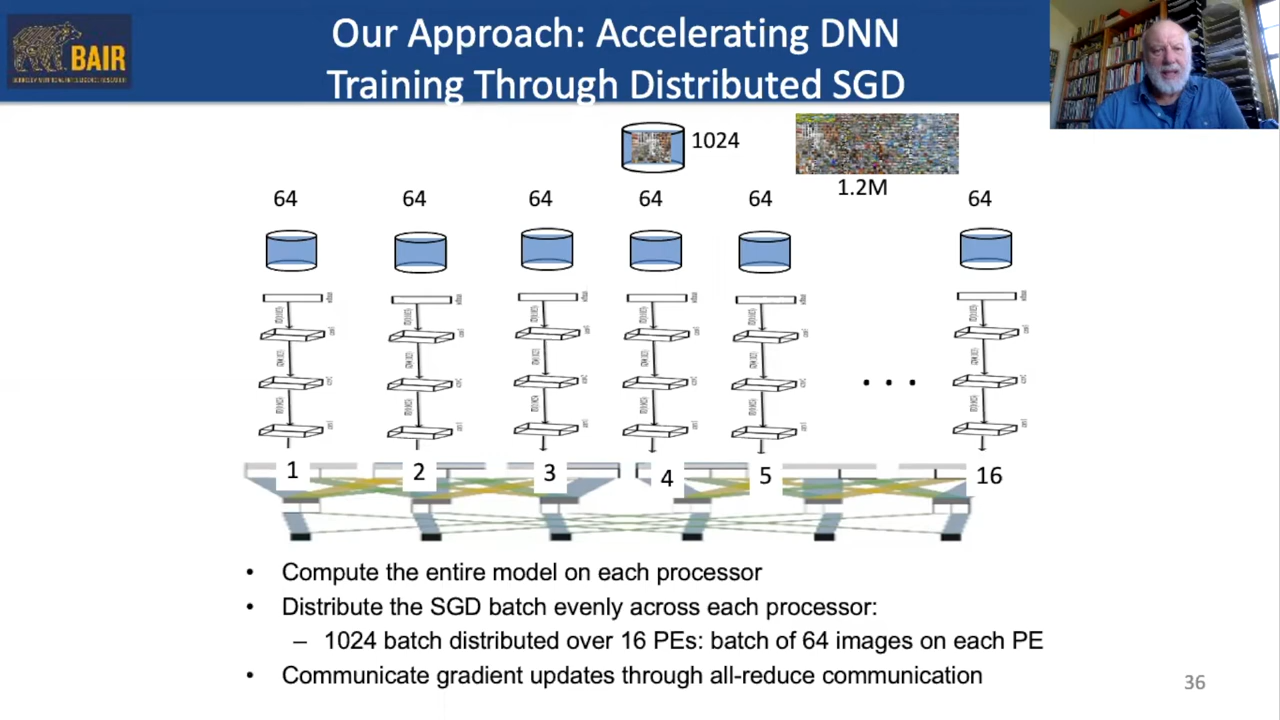 Our Approach: Accelerating DNN
Training Through Distributed SGD
BAIR
1024
1.2M
64 64 64 64 64 64
. . .
1 2 3 4 5 16
• Compute the entire model on each processor
• Distribute the SGD batch evenly across each processor:
– 1024 batch distributed over 16 PEs: batch of 64 images on each PE
• Communicate gradient updates through all-reduce communication
36